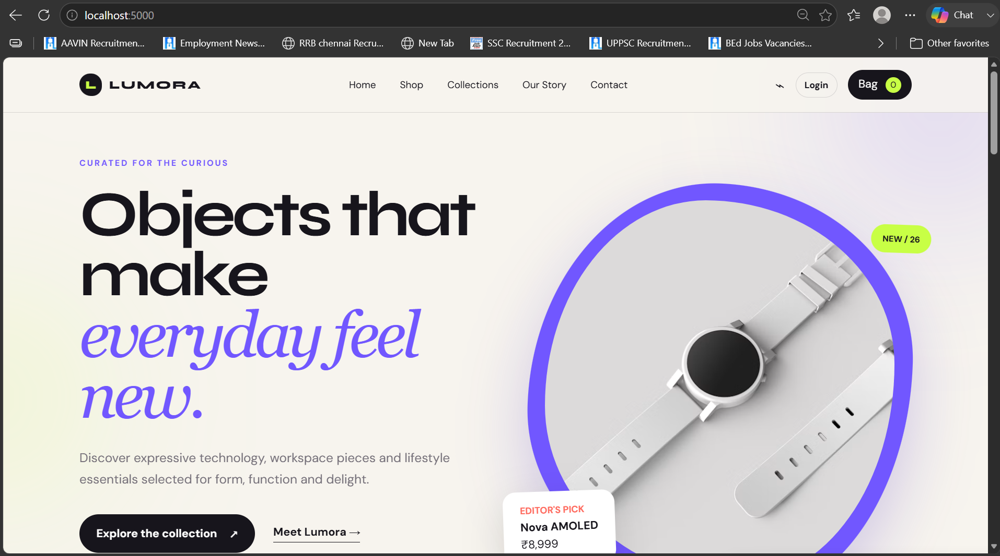 localhost:5000
Chat
AAVIN Recruitmen...
Employment News...
RRB chennai Recru...
New Tab
SSC Recruitment 2...
UPPSC Recruitmen...
BEd Jobs Vacancies...
Other favorites
L LUMORA
Home
Shop
Collections
Our Story
Contact
Login
Bag 0
CURATED FOR THE CURIOUS
Objects that
make
everyday feel
new.
NEW / 26
Discover expressive technology, workspace pieces and lifestyle
essentials selected for form, function and delight.
EDITOR'S PICK
Nova AMOLED
₹8,999
Explore the collection ↗
Meet Lumora →